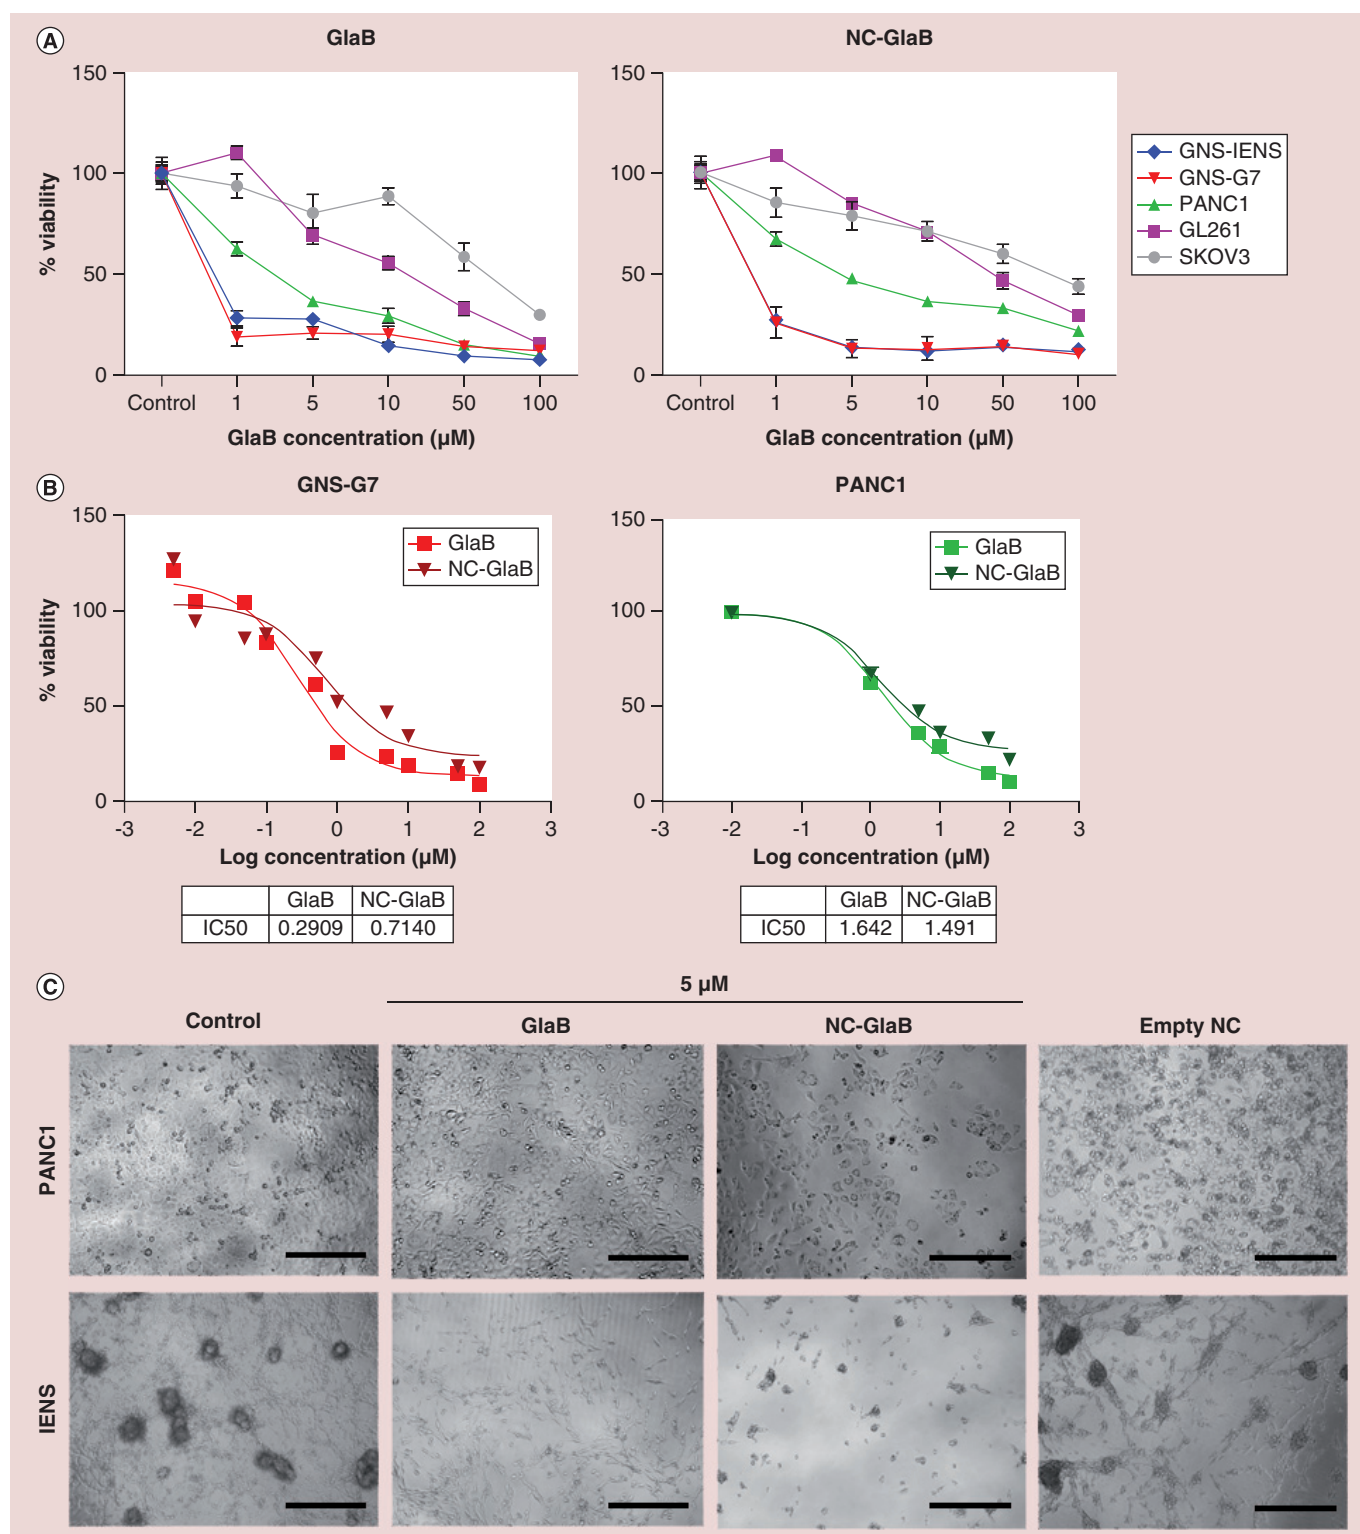 A
GlaB
NC-GlaB
150
100
50
0
% viability
Control 1 5 10 50 100
GlaB concentration (µM)
150
100
50
0
Control 1 5 10 50 100
GlaB concentration (µM)
GNS-IENS
GNS-G7
PANC1
GL261
SKOV3
B
GNS-G7
PANC1
150
100
50
0
% viability
GlaB
NC-GlaB
-3 -2 -1 0 1 2 3
Log concentration (µM)
150
100
50
0
GlaB
NC-GlaB
-3 -2 -1 0 1 2 3
Log concentration (µM)
GlaB NC-GlaB
IC50 0.2909 0.7140
GlaB NC-GlaB
IC50 1.642 1.491
C
5 µM
Control
GlaB
NC-GlaB
Empty NC
PANC1
IENS